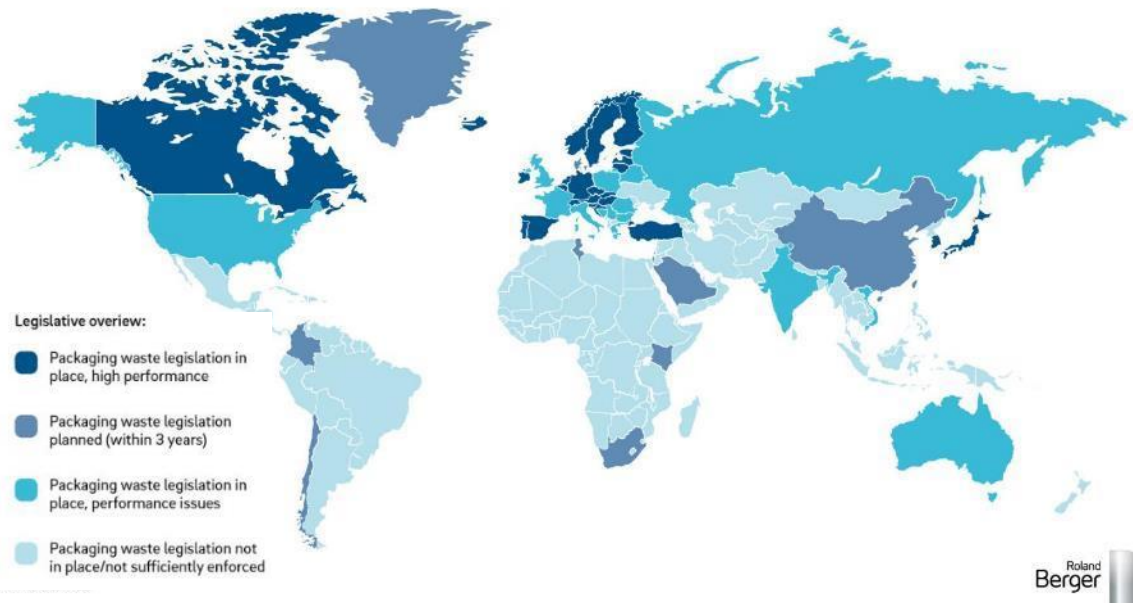 Legislative overiew:
Packaging waste legislation in
place, high performance
Packaging waste legislation
planned (within 3 years)
Packaging waste legislation in
place, performance issues
Packaging waste legislation not
in place/not sufficiently enforced
Roland
Berger